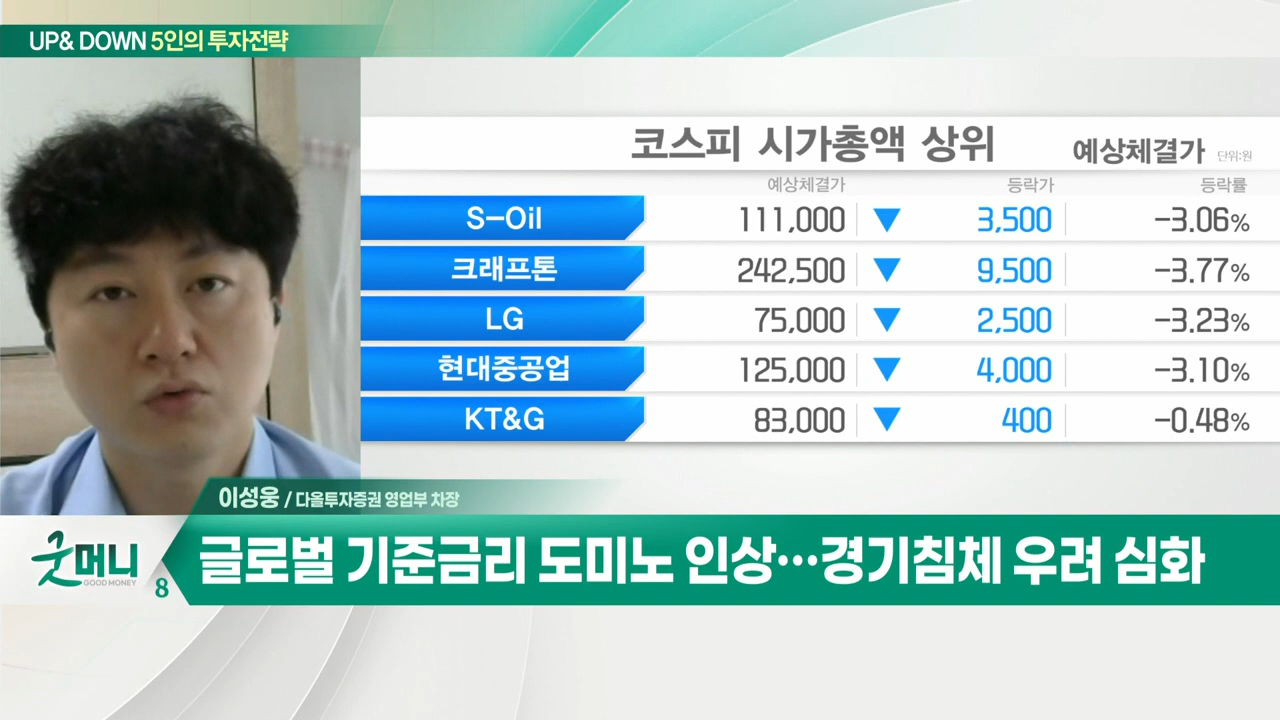 UP& DOWN 5인의 투자전략
코스피 시가총액 상위 예상체결가 단위:원
예상체결가 등락가 등락률
S-Oil 111,000 ▼ 3,500 -3.06%
크래프톤 242,500 ▼ 9,500 -3.77%
LG 75,000 ▼ 2,500 -3.23%
현대중공업 125,000 ▼ 4,000 -3.10%
KT&G 83,000 ▼ 400 -0.48%
이성웅 / 다올투자증권 영업부 차장
굿머니
GOOD MONEY
8
글로벌 기준금리 도미노 인상…경기침체 우려 심화